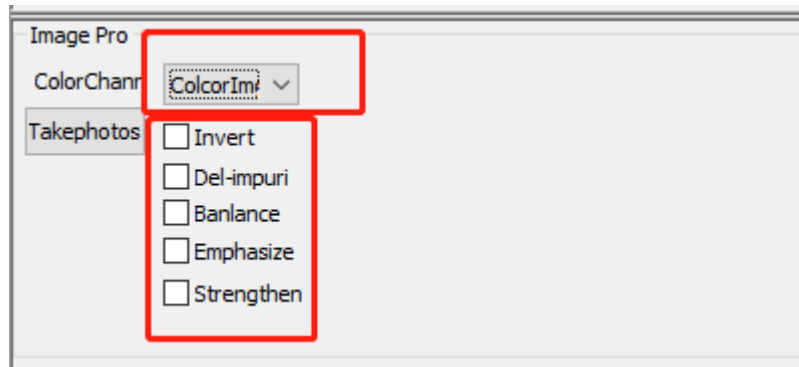 Image Pro
ColorChann
ColcorIm
Takephotos
Invert
Del-impuri
Banlance
Emphasize
Strengthen